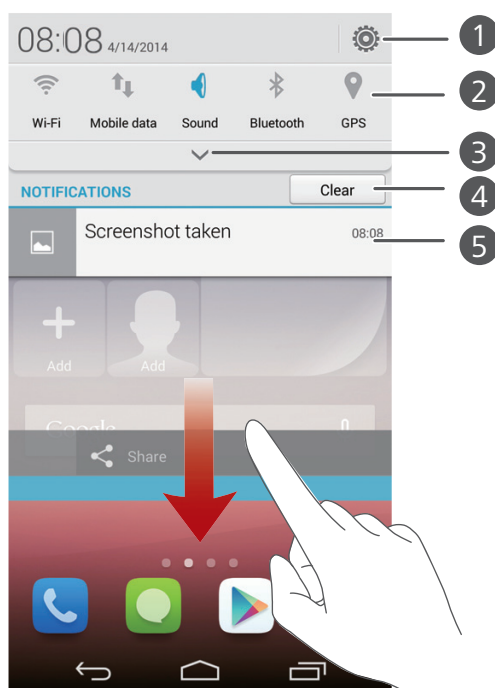 08:08 4/14/2014
1
Wi-Fi Mobile data Sound Bluetooth GPS
2
3
NOTIFICATIONS Clear
4
Screenshot taken 08:08
5
Add Add
Google
Share